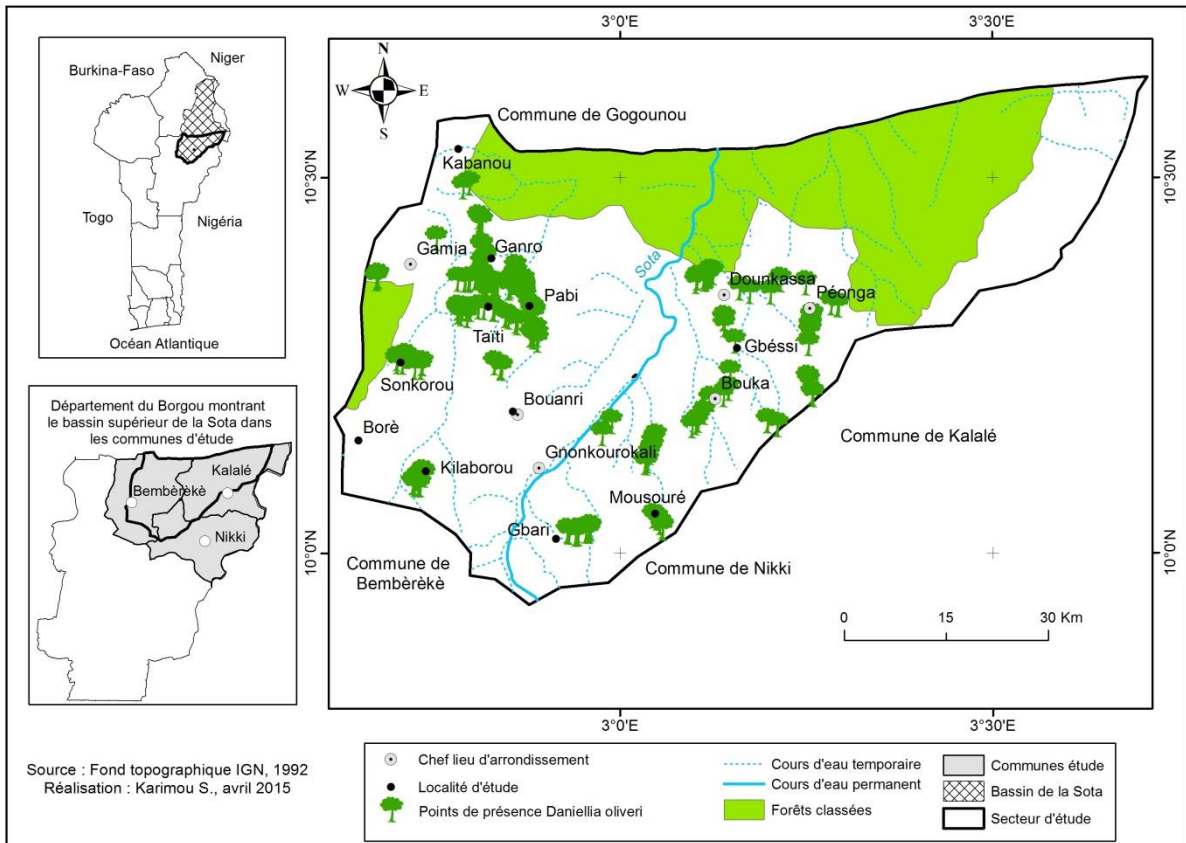 Burkina-Faso
Niger
Togo
Nigéria
Océan Atlantique
Département du Borgou montrant
le bassin supérieur de la Sota dans
les communes d'étude
Kalalé
Bembèrèkè
Nikki
Source : Fond topographique IGN, 1992
Réalisation : Karimou S., avril 2015
3°0'E
3°30'E
N
W
E
S
Commune de Gogounou
10°30'N
10°30'N
Kabanou
Gamia
Ganro
Sota
Dounkassa
Péonga
Pabi
Taïti
Gbéssi
Sonkorou
Bouka
Bouanri
Borè
Commune de Kalalé
Kilaborou
Gnonkourokali
Mousouré
Gbari
10°0'N
10°0'N
Commune de
Bembèrèkè
Commune de Nikki
0
15
30 Km
3°0'E
3°30'E
Chef lieu d'arrondissement
Localité d'étude
Points de présence Daniellia oliveri
Cours d'eau temporaire
Cours d'eau permanent
Forêts classées
Communes étude
Bassin de la Sota
Secteur d'étude